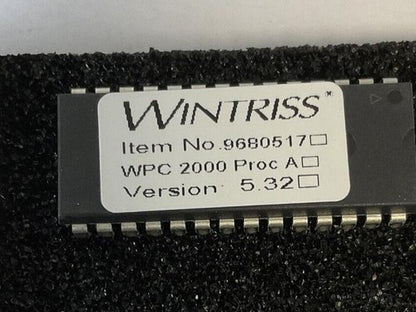 WINTRISS®
Item No.9680517□
WPC 2000 Proc A□
Version 5.32□